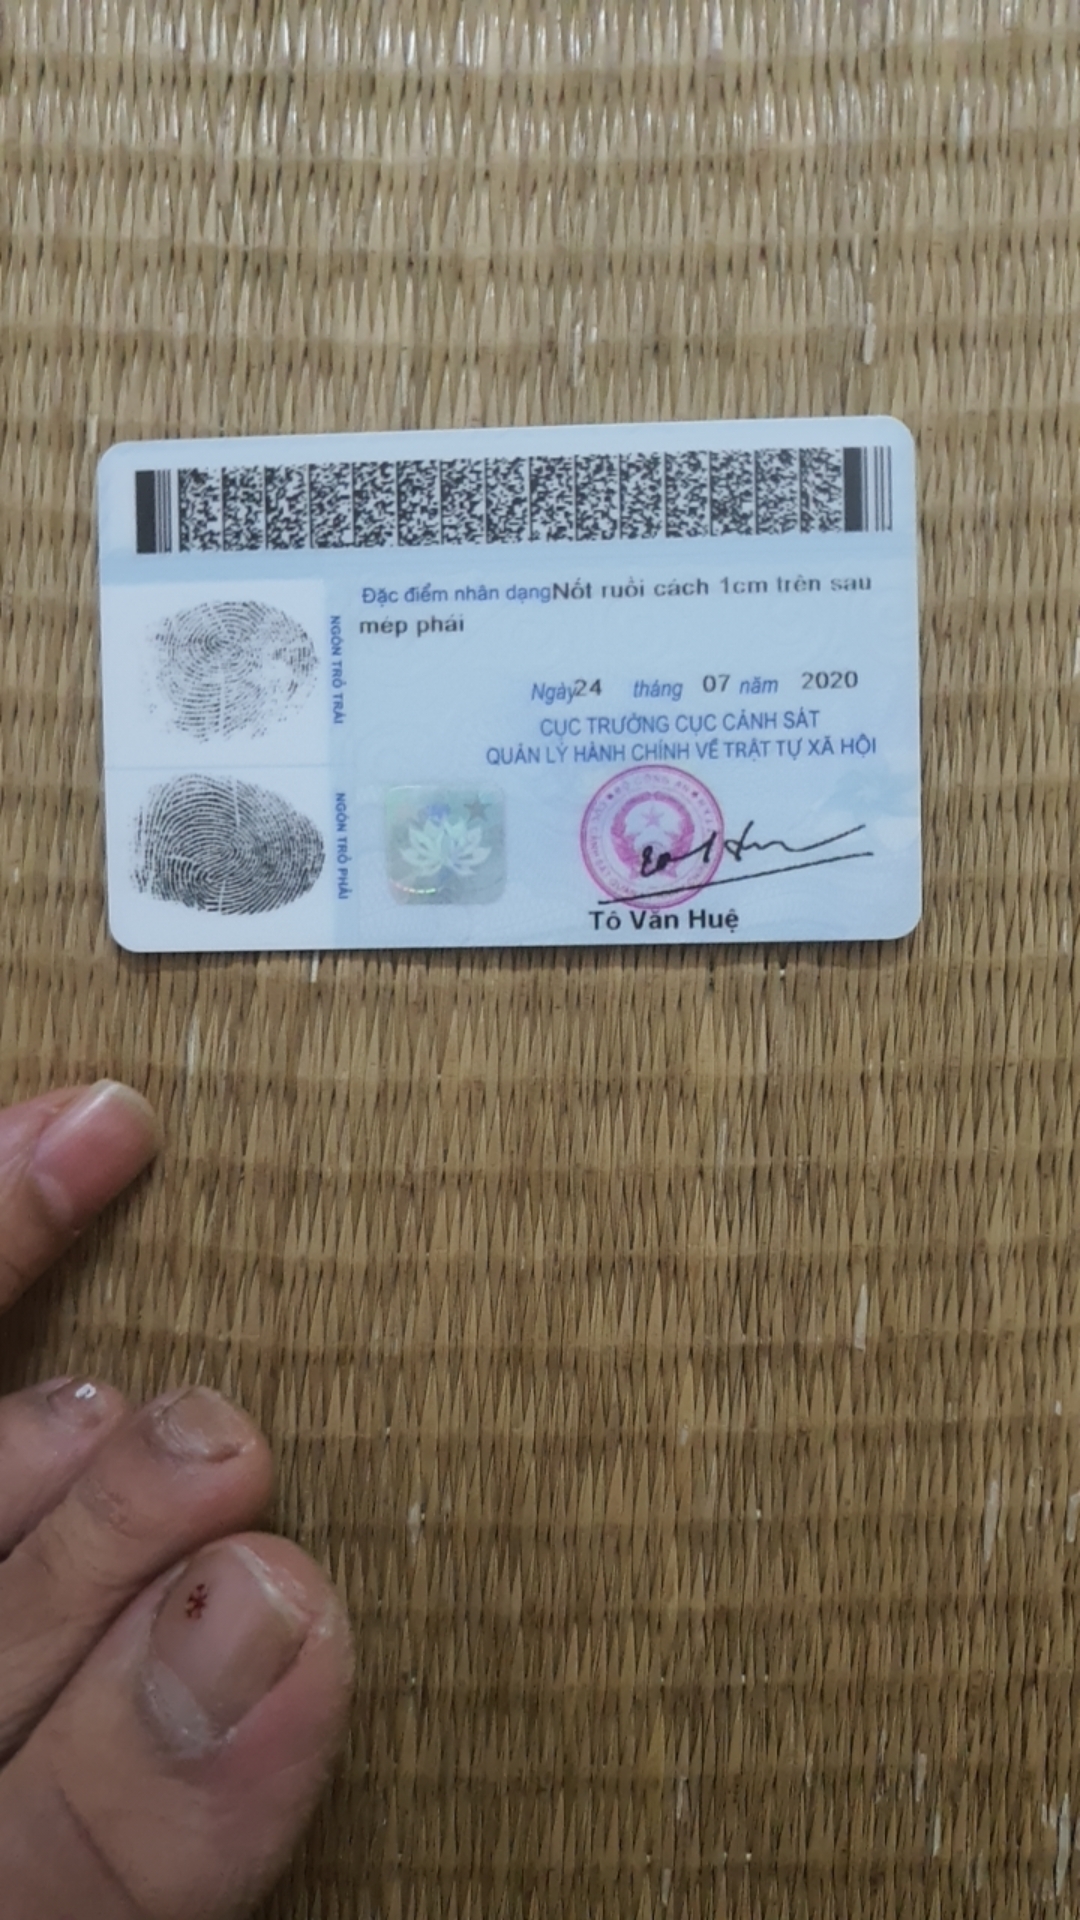 Đặc điểm nhân dạng Nốt ruồi cách 1cm trên sau
mép phải
NGÓN TRỎ TRÁI
Ngày 24 tháng 07 năm 2020
CỤC TRƯỞNG CỤC CẢNH SÁT
QUẢN LÝ HÀNH CHÍNH VỀ TRẬT TỰ XÃ HỘI
NGÓN TRỎ PHẢI
Tô Văn Huệ